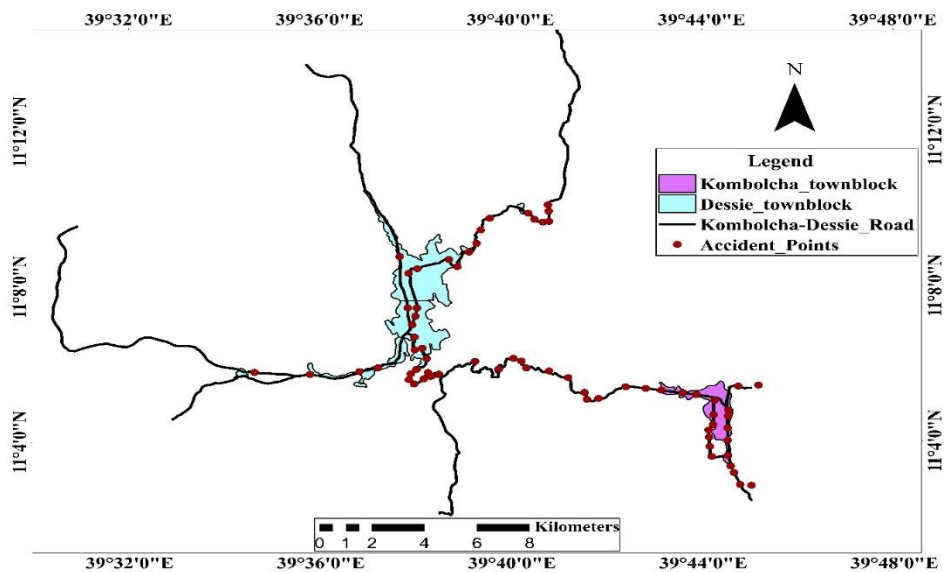 39°32'0"E 39°36'0"E 39°40'0"E 39°44'0"E 39°48'0"E
N
11°12'0"N 11°12'0"N
Legend
Kombolcha_townblock
Dessie_townblock
Kombolcha-Dessie_Road
Accident_Points
11°8'0"N 11°8'0"N
11°4'0"N 11°4'0"N
Kilometers
0 1 2 4 6 8
39°32'0"E 39°36'0"E 39°40'0"E 39°44'0"E 39°48'0"E